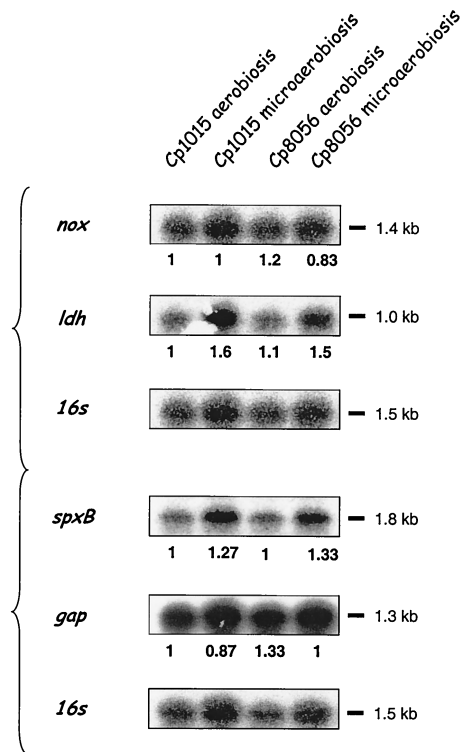 Cp1015 aerobiosis
Cp1015 microaerobiosis
Cp8056 aerobiosis
Cp8056 microaerobiosis
nox
1.4 kb
1 1 1.2 0.83
ldh
1.0 kb
1 1.6 1.1 1.5
16s
1.5 kb
spxB
1.8 kb
1 1.27 1 1.33
gap
1.3 kb
1 0.87 1.33 1
16s
1.5 kb